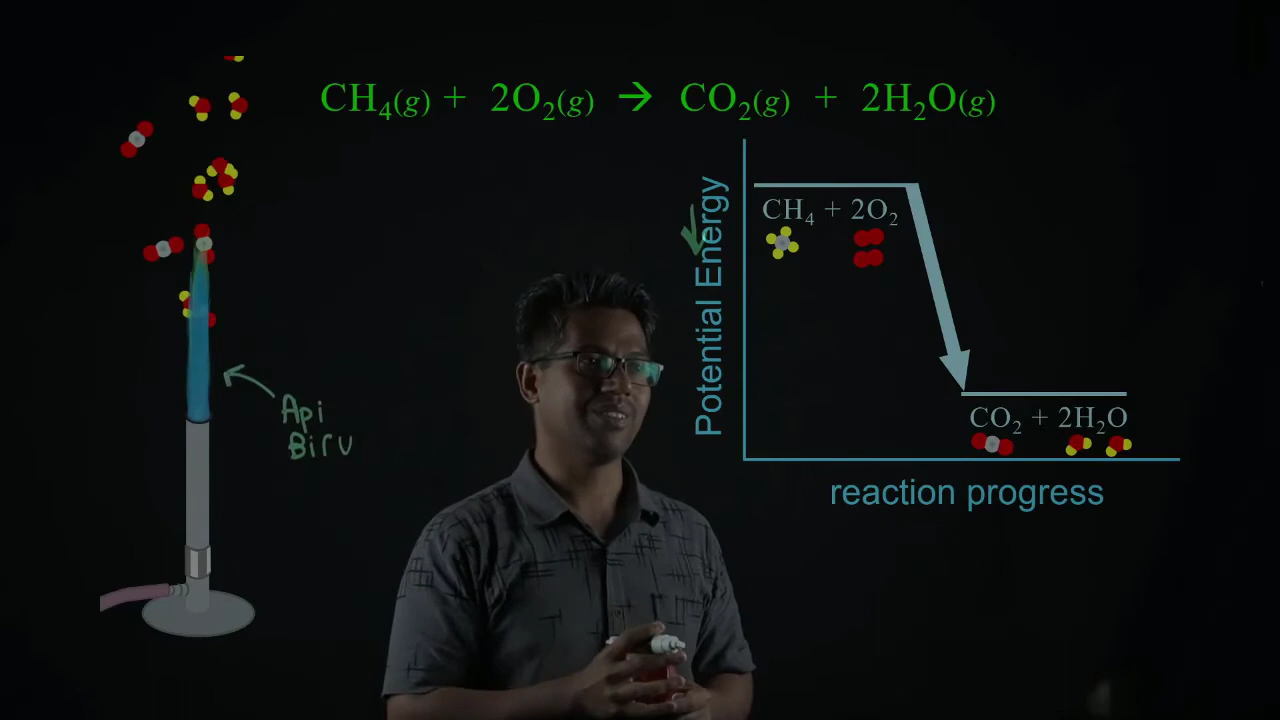 CH₄(g) + 2O₂(g) → CO₂(g) + 2H₂O(g)
Api
Biru
Potential Energy
CH₄ + 2O₂
CO₂ + 2H₂O
reaction progress